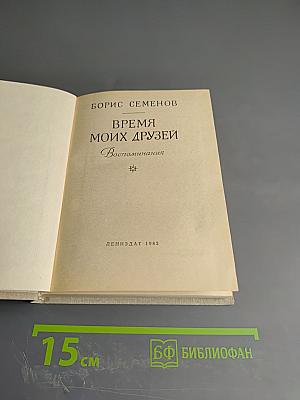 БОРИС СЕМЕНОВ
ВРЕМЯ
МОИХ ДРУЗЕЙ
Воспоминания
ЛЕНИЗДАТ 1982
15 см
БФ БИБЛИОФАН